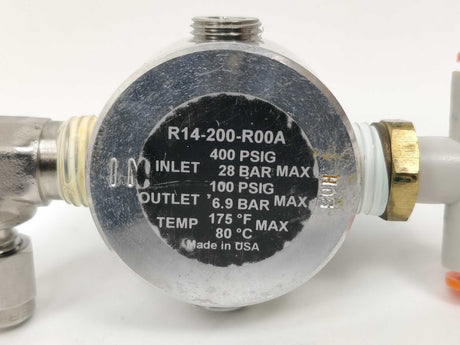 R14-200-R00A
400 PSIG
INLET 28 BAR MAX
100 PSIG
OUTLET 6.9 BAR MAX
175 °F
TEMP MAX
80 °C
Made in USA
IN